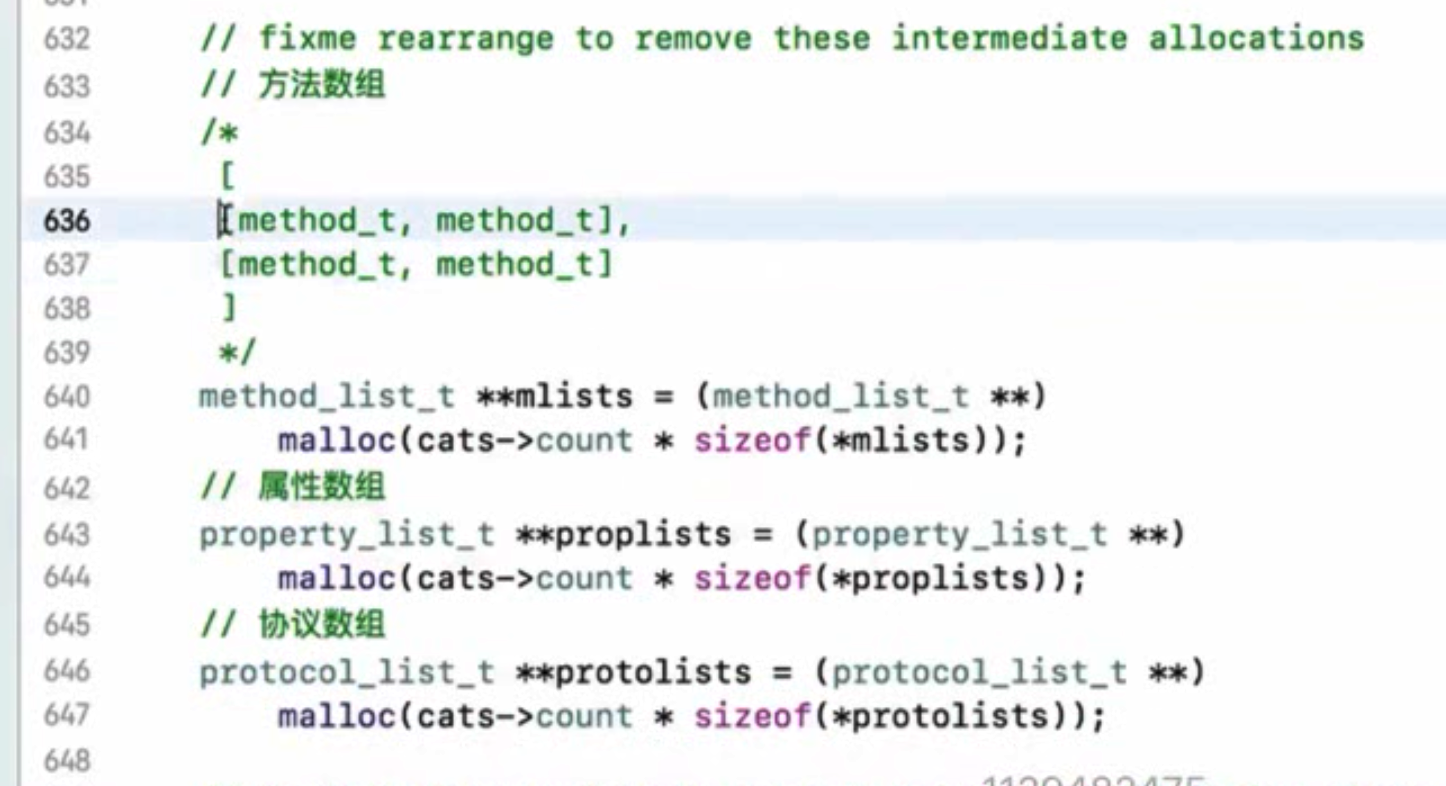 632 // fixme rearrange to remove these intermediate allocations
633 // 方法数组
634 /*
635 [
636 [method_t, method_t],
637 [method_t, method_t]
638 ]
639 */
640 method_list_t **mlists = (method_list_t **)
641 malloc(cats->count * sizeof(*mlists));
642 // 属性数组
643 property_list_t **proplists = (property_list_t **)
644 malloc(cats->count * sizeof(*proplists));
645 // 协议数组
646 protocol_list_t **protolists = (protocol_list_t **)
647 malloc(cats->count * sizeof(*protolists));
648